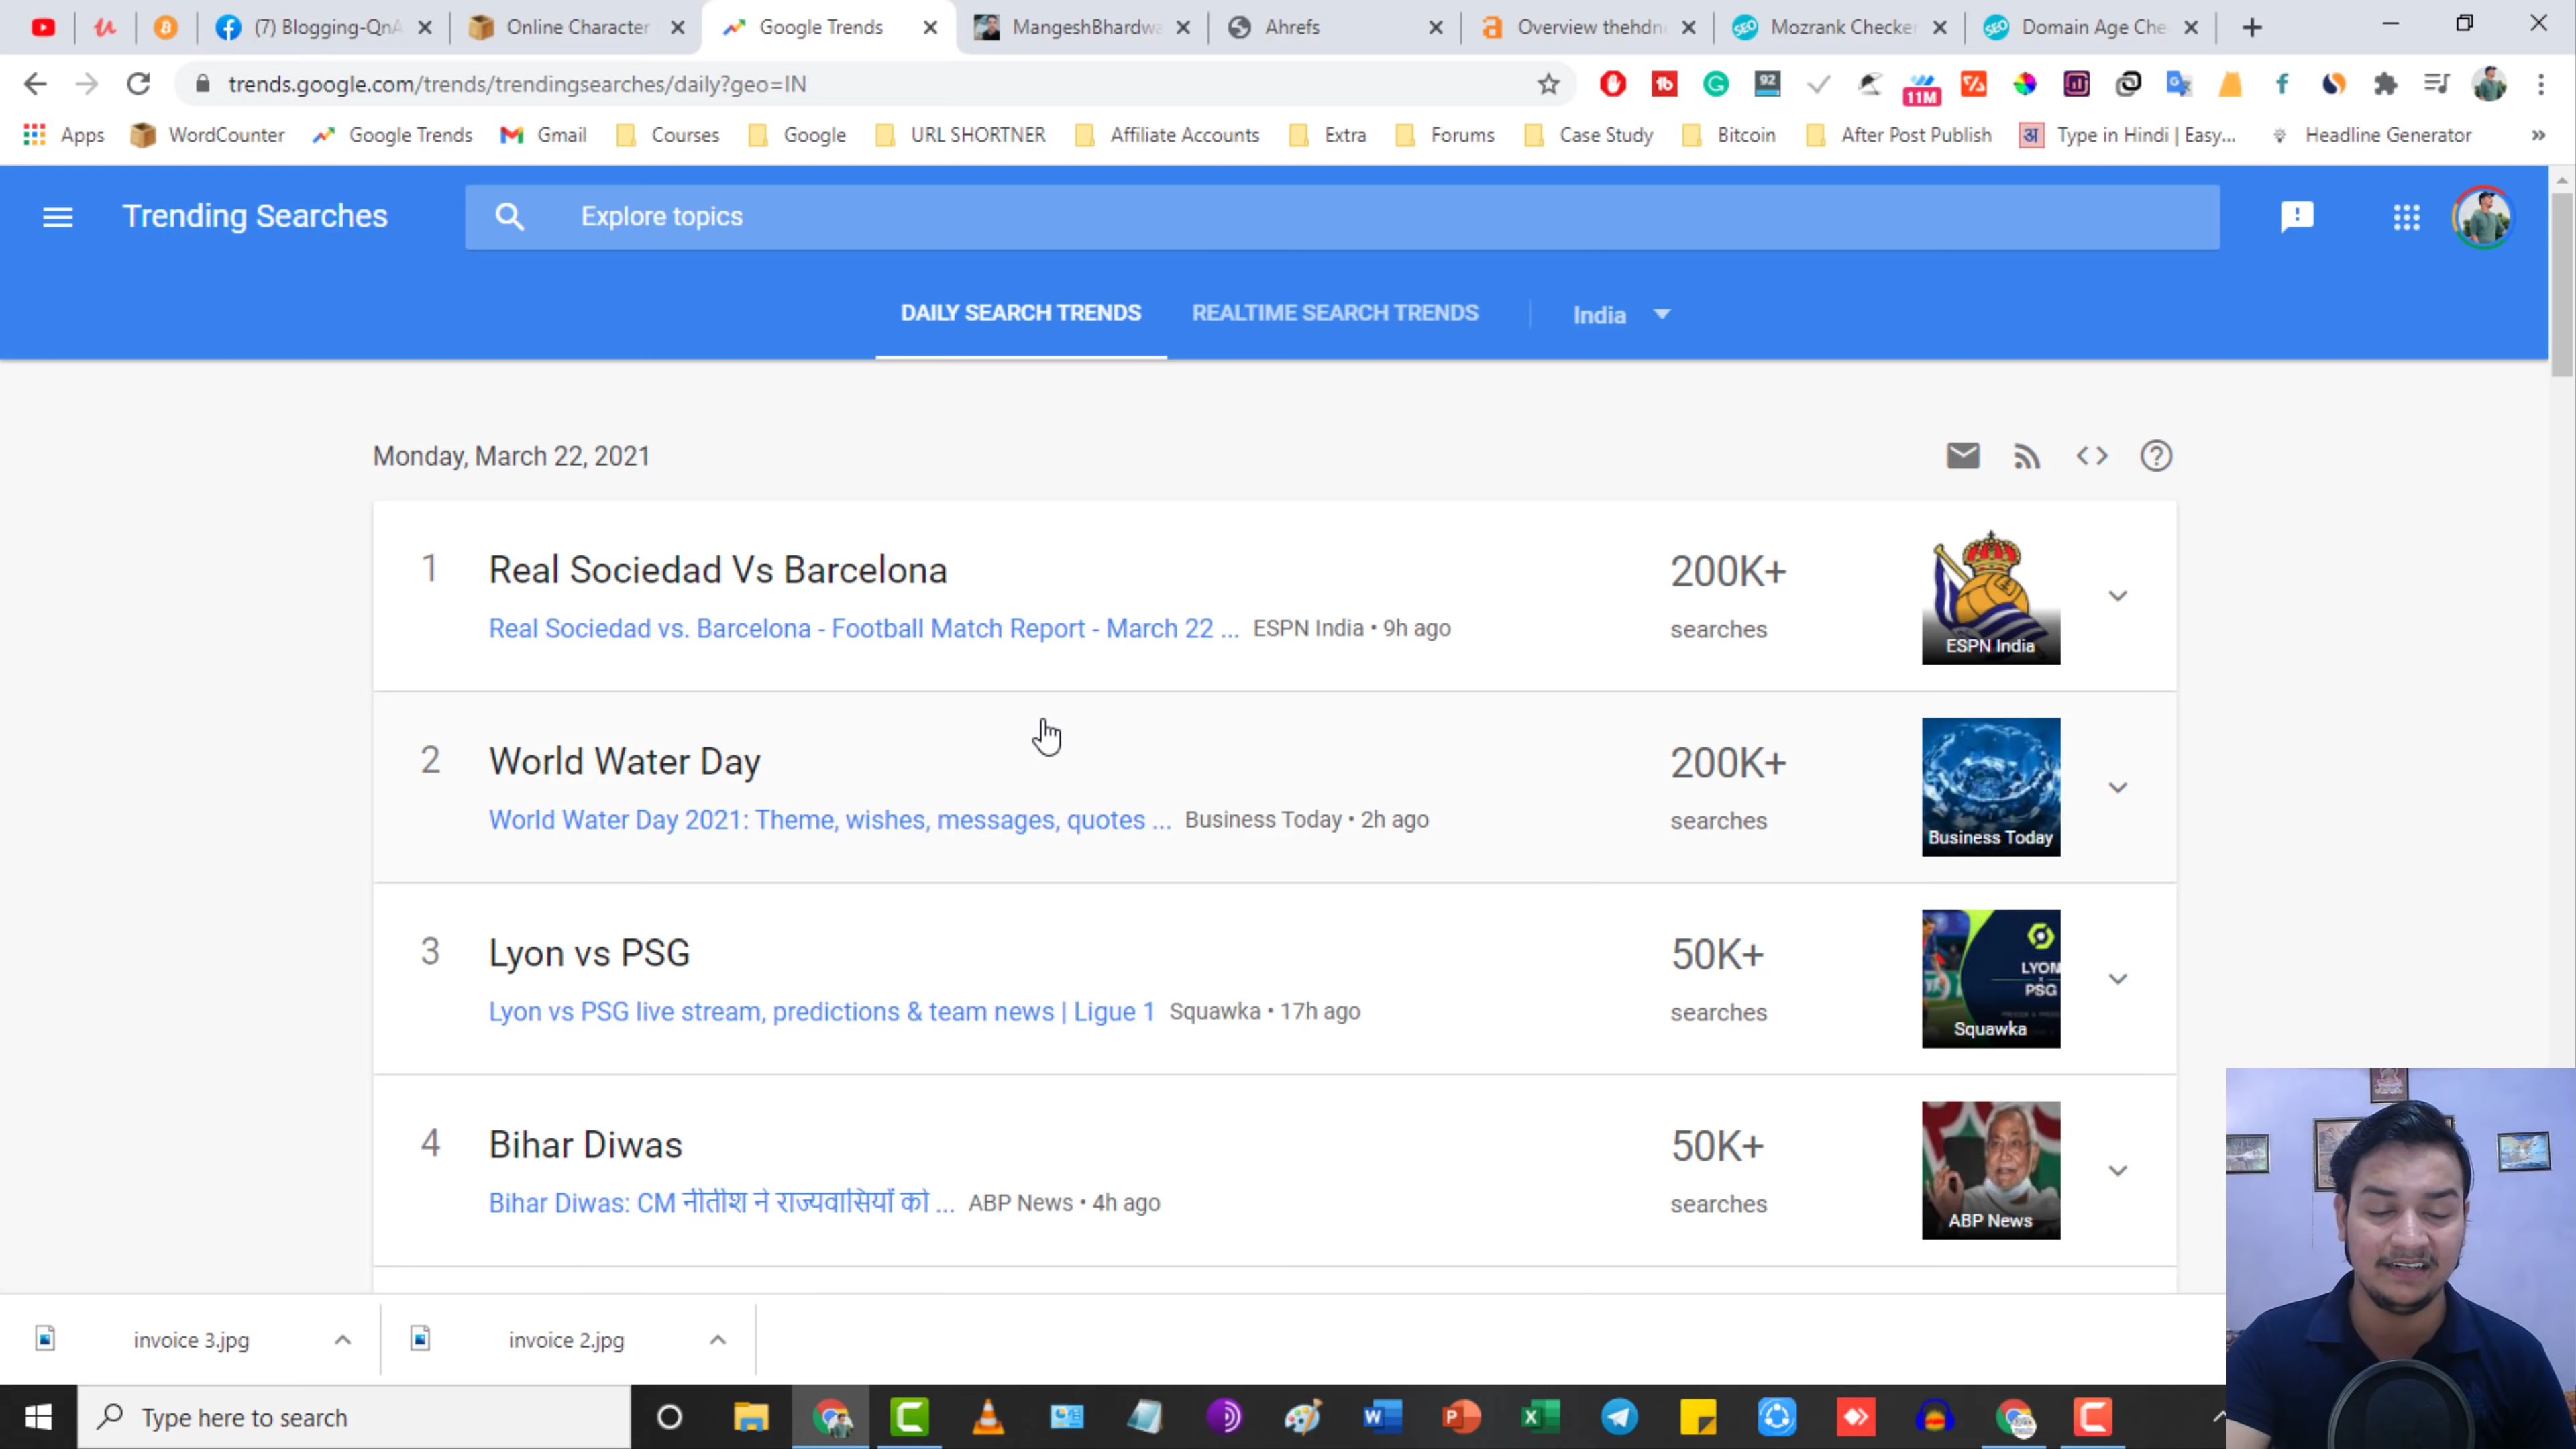 (7) Blogging-QnA
Online Character
Google Trends
MangeshBhardwa
Ahrefs
Overview thehdn
Mozrank Checker
Domain Age Che
trends.google.com/trends/trendingsearches/daily?geo=IN
92
11M
Apps
WordCounter
Google Trends
Gmail
Courses
Google
URL SHORTNER
Affiliate Accounts
Extra
Forums
Case Study
Bitcoin
After Post Publish
अ
Type in Hindi | Easy...
Headline Generator
Trending Searches
Explore topics
DAILY SEARCH TRENDS
REALTIME SEARCH TRENDS
India
Monday, March 22, 2021
1 Real Sociedad Vs Barcelona 200K+
Real Sociedad vs. Barcelona - Football Match Report - March 22 ... ESPN India • 9h ago searches
ESPN India
2 World Water Day 200K+
World Water Day 2021: Theme, wishes, messages, quotes ... Business Today • 2h ago searches
Business Today
3 Lyon vs PSG 50K+
LYON
PSG
Lyon vs PSG live stream, predictions & team news | Ligue 1 Squawka • 17h ago searches
Squawka
4 Bihar Diwas 50K+
Bihar Diwas: CM नीतीश ने राज्यवासियों को ... ABP News • 4h ago searches
ABP News
invoice 3.jpg
invoice 2.jpg
Type here to search